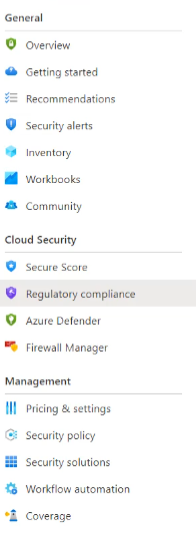 General
Overview
Getting started
Recommendations
Security alerts
Inventory
Workbooks
Community
Cloud Security
Secure Score
Regulatory compliance
Azure Defender
Firewall Manager
Management
Pricing & settings
Security policy
Security solutions
Workflow automation
Coverage